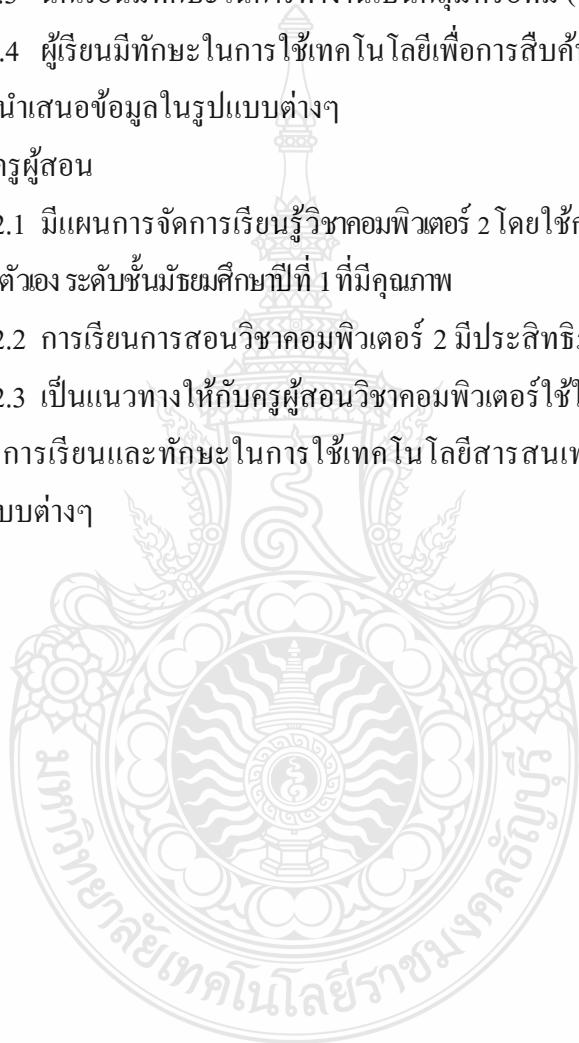 .4 ผู้เรียนมีทักษะในการใช้เทคโนโลยีเพื่อการสืบค้
นำเสนอข้อมูลในรูปแบบต่างๆ
ครูผู้สอน
2.1 มีแผนการจัดการเรียนรู้วิชาคอมพิวเตอร์ 2 โดยใช้
ตัวเอง ระดับชั้นมัธยมศึกษาปีที่ 1 ที่มีคุณภาพ
2.2 การเรียนการสอนวิชาคอมพิวเตอร์ 2 มีประสิทธิ
2.3 เป็นแนวทางให้กับครูผู้สอนวิชาคอมพิวเตอร์ใช้
การเรียนและทักษะในการใช้เทคโนโลยีสารสนเท
บบต่างๆ
มหาวิทยาลัยเทคโนโลยีราชมงคลธัญบุรี